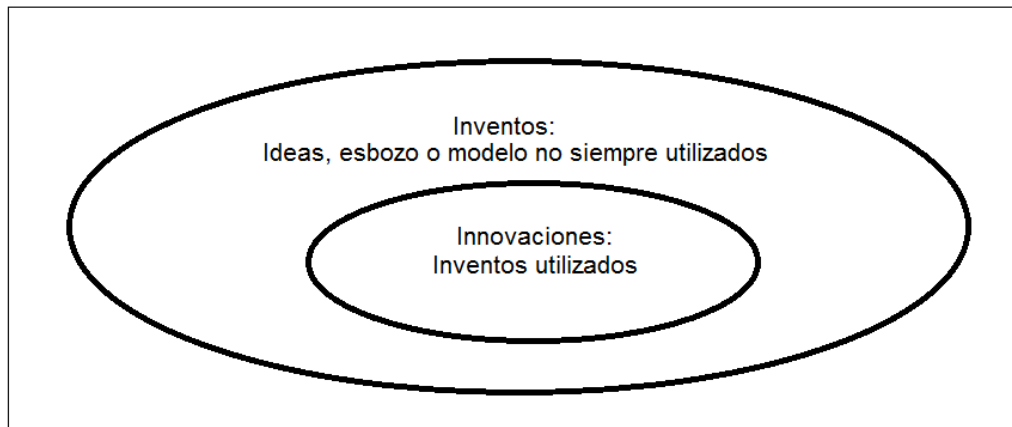 Inventos:
Ideas, esbozo o modelo no siempre utilizados
Innovaciones:
Inventos utilizados